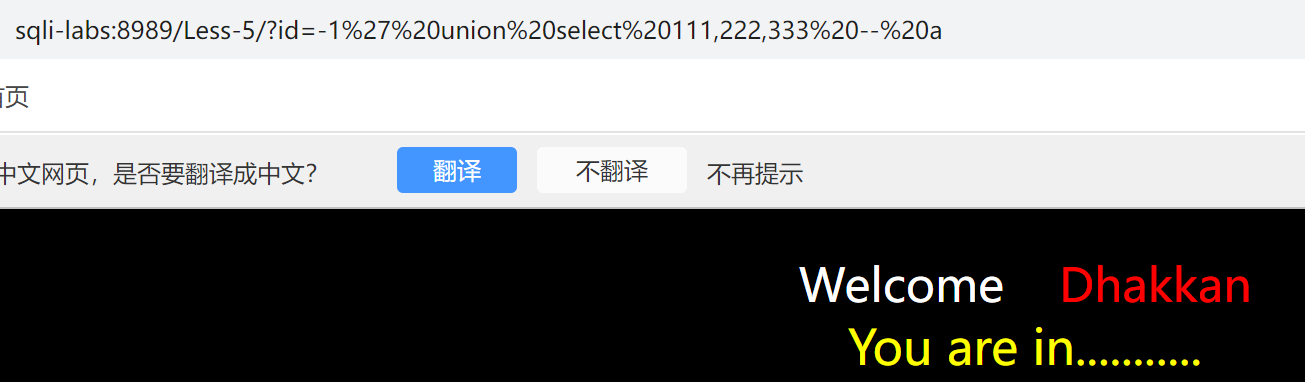 sqli-labs:8989/Less-5/?id=-1%27%20union%20select%20111,222,333%20--%20a
页
中文网页，是否要翻译成中文？ 翻译 不翻译 不再提示
Welcome Dhakkan
You are in...........